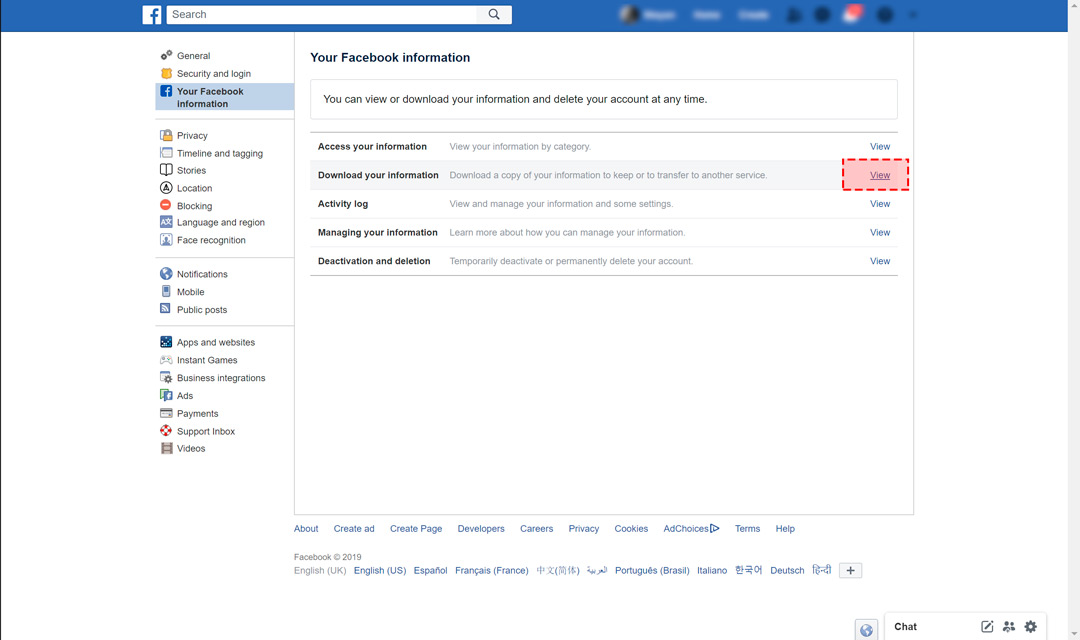 Search
General
Security and login
Your Facebook
information
Privacy
Timeline and tagging
Stories
Location
Blocking
Language and region
Face recognition
Notifications
Mobile
Public posts
Apps and websites
Instant Games
Business integrations
Ads
Payments
Support Inbox
Videos
Your Facebook information
You can view or download your information and delete your account at any time.
Access your information View your information by category. View
Download your information Download a copy of your information to keep or to transfer to another service. View
Activity log View and manage your information and some settings. View
Managing your information Learn more about how you can manage your information. View
Deactivation and deletion Temporarily deactivate or permanently delete your account. View
About Create ad Create Page Developers Careers Privacy Cookies AdChoices Terms Help
Facebook © 2019
English (UK) English (US) Español Français (France) 中文(简体) العربية Português (Brasil) Italiano 한국어 Deutsch हिन्दी
Chat